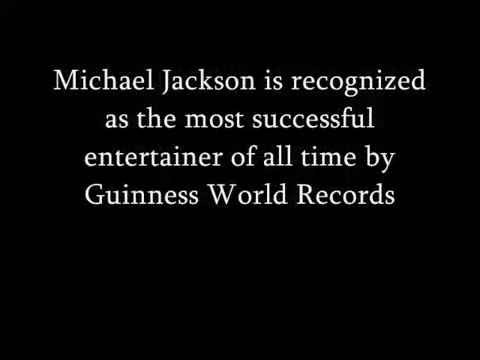 Michael Jackson is recognized
as the most successful
entertainer of all time by
Guinness World Records